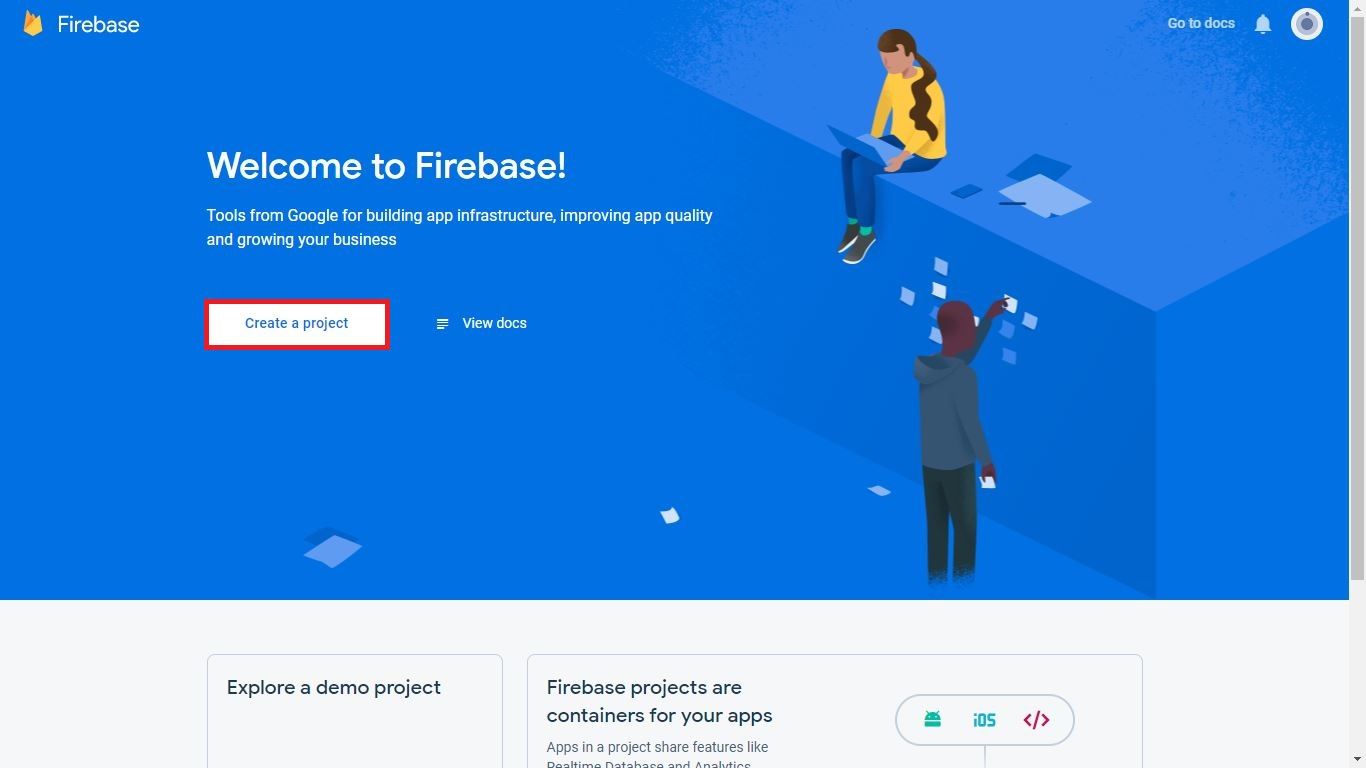 Firebase
Go to docs
Welcome to Firebase!
Tools from Google for building app infrastructure, improving app quality
and growing your business
Create a project
View docs
Explore a demo project
Firebase projects are
containers for your apps
iOS
</>
Apps in a project share features like
Realtime Database and Analytics